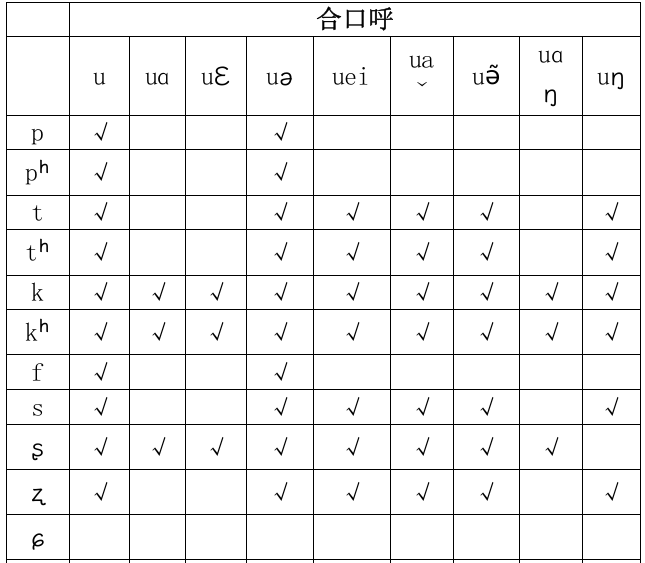 合口呼
u uɑ uƐ uə uei ua ̌ uə̃ uɑ ŋ uŋ
p √ √
pʰ √ √
t √ √ √ √ √ √
tʰ √ √ √ √ √ √
k √ √ √ √ √ √ √ √ √
kʰ √ √ √ √ √ √ √ √ √
f √ √
s √ √ √ √ √ √
ʂ √ √ √ √ √ √ √ √
ʐ √ √ √ √ √ √
ɕ